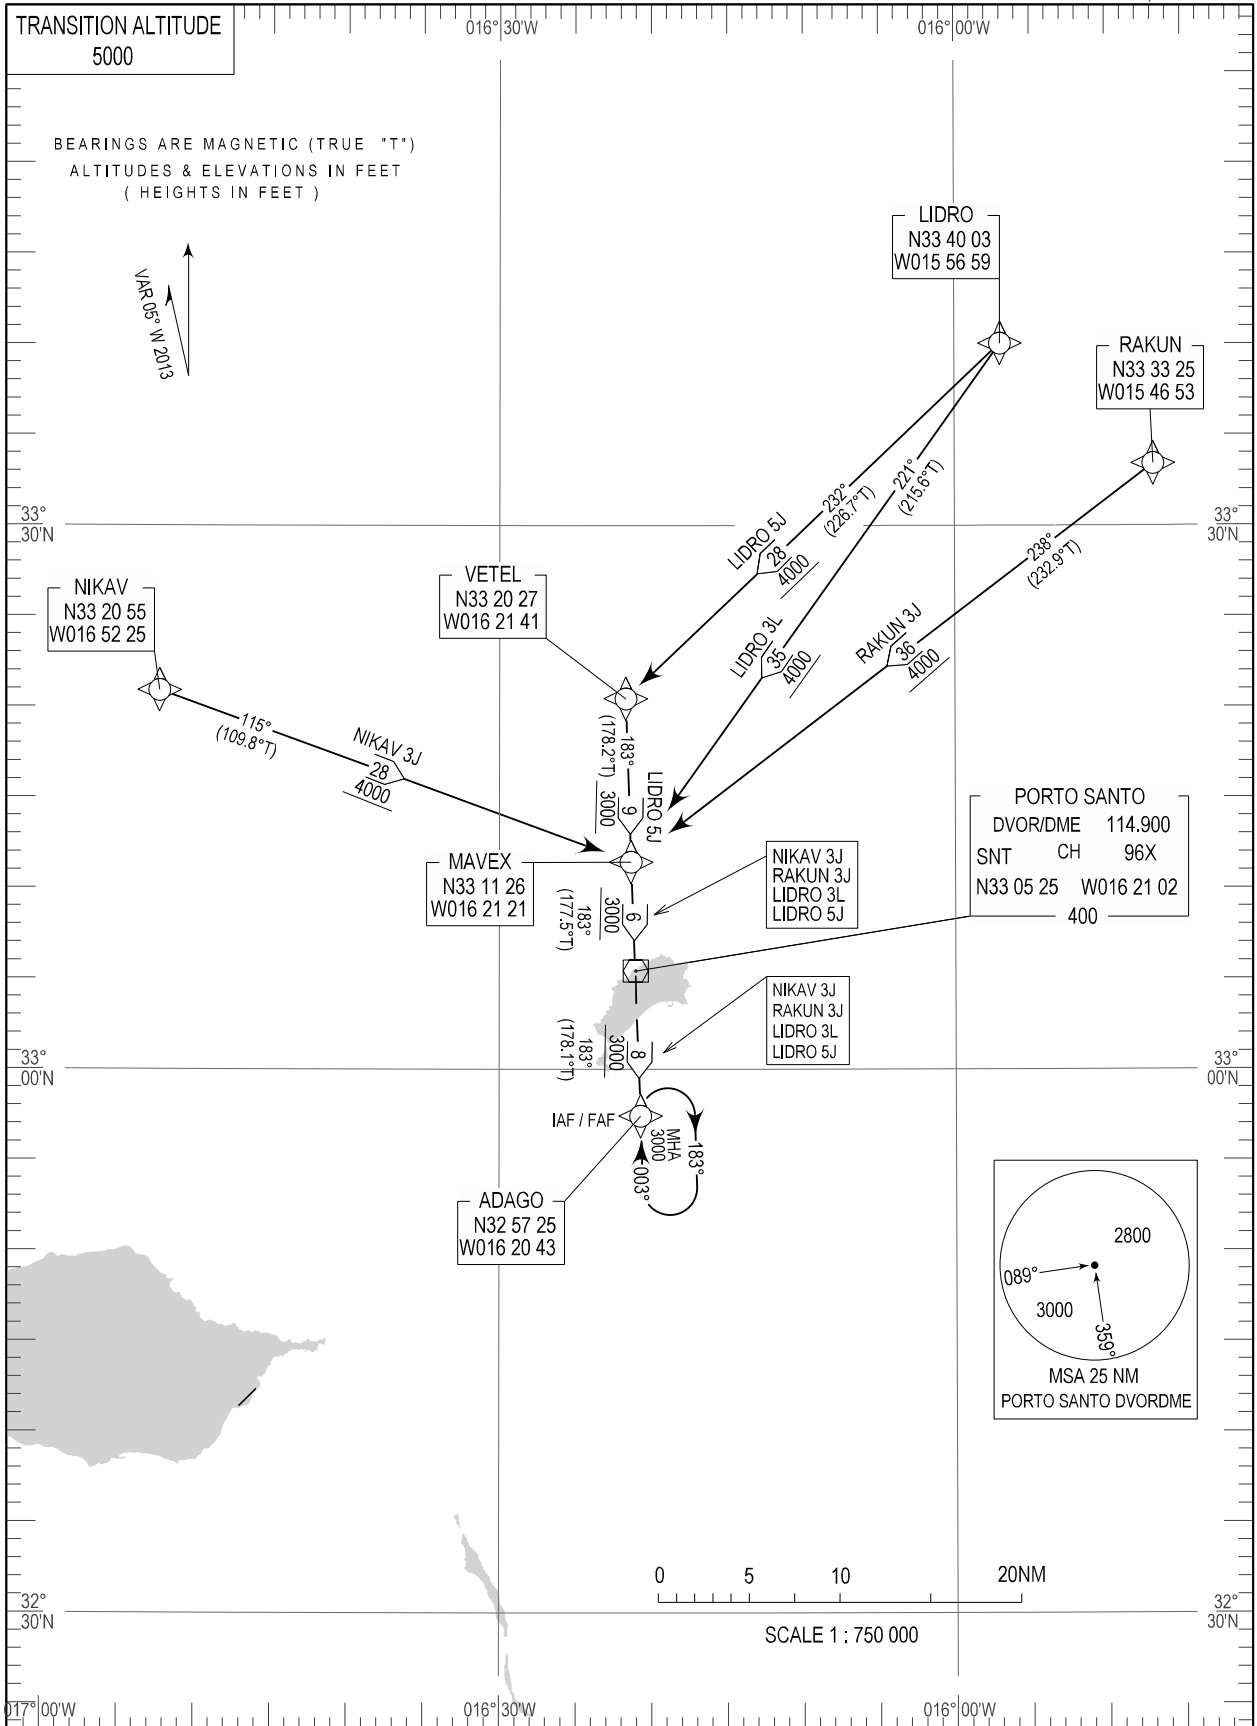 TRANSITION ALTITUDE
5000
016° 30'W
016° 00'W
BEARINGS ARE MAGNETIC (TRUE "T")
ALTITUDES & ELEVATIONS IN FEET
( HEIGHTS IN FEET )
VAR 05° W 2013
LIDRO
N33 40 03
W015 56 59
RAKUN
N33 33 25
W015 46 53
232°
(226.7°T)
221°
(215.6°T)
238°
(232.9°T)
33°
30'N
33°
30'N
LIDRO 5J
28
4000
LIDRO 3L
35
4000
RAKUN 3J
36
4000
NIKAV
N33 20 55
W016 52 25
VETEL
N33 20 27
W016 21 41
115°
(109.8°T)
NIKAV 3J
28
4000
183°
(178.2°T)
LIDRO 5J
9
3000
PORTO SANTO
DVOR/DME 114.900
SNT CH 96X
N33 05 25 W016 21 02
400
MAVEX
N33 11 26
W016 21 21
NIKAV 3J
RAKUN 3J
LIDRO 3L
LIDRO 5J
6
3000
183°
(177.5°T)
NIKAV 3J
RAKUN 3J
LIDRO 3L
LIDRO 5J
8
3000
183°
(178.1°T)
33°
00'N
33°
00'N
IAF / FAF
MHA
3000
183°
003°
ADAGO
N32 57 25
W016 20 43
2800
089°
3000
359°
MSA 25 NM
PORTO SANTO DVORDME
0 5 10 20NM
SCALE 1 : 750 000
32°
30'N
32°
30'N
017° 00'W
016° 30'W
016° 00'W